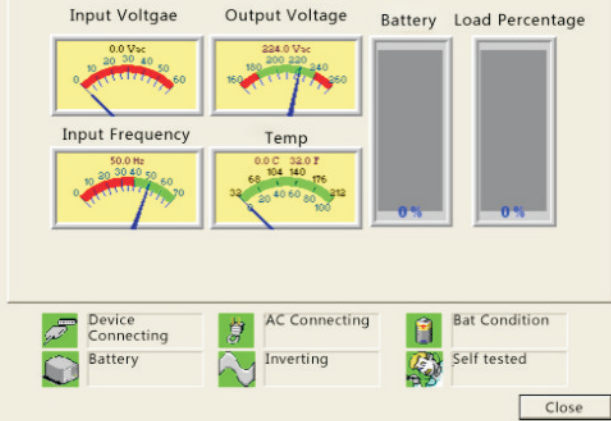 Input Voltgae
Output Voltage
Battery
Load Percentage
0.0 Vac
0 10 20 30 40 50 60
224.0 Vac
160 180 200 220 240 260
Input Frequency
Temp
50.0 Hz
0 10 20 30 40 50 60 70
0.0 C 32.0 F
32 68 104 140 176 212
0 20 40 60 80 100
0 %
0 %
Device
Connecting
AC Connecting
Bat Condition
Battery
Inverting
Self tested
Close